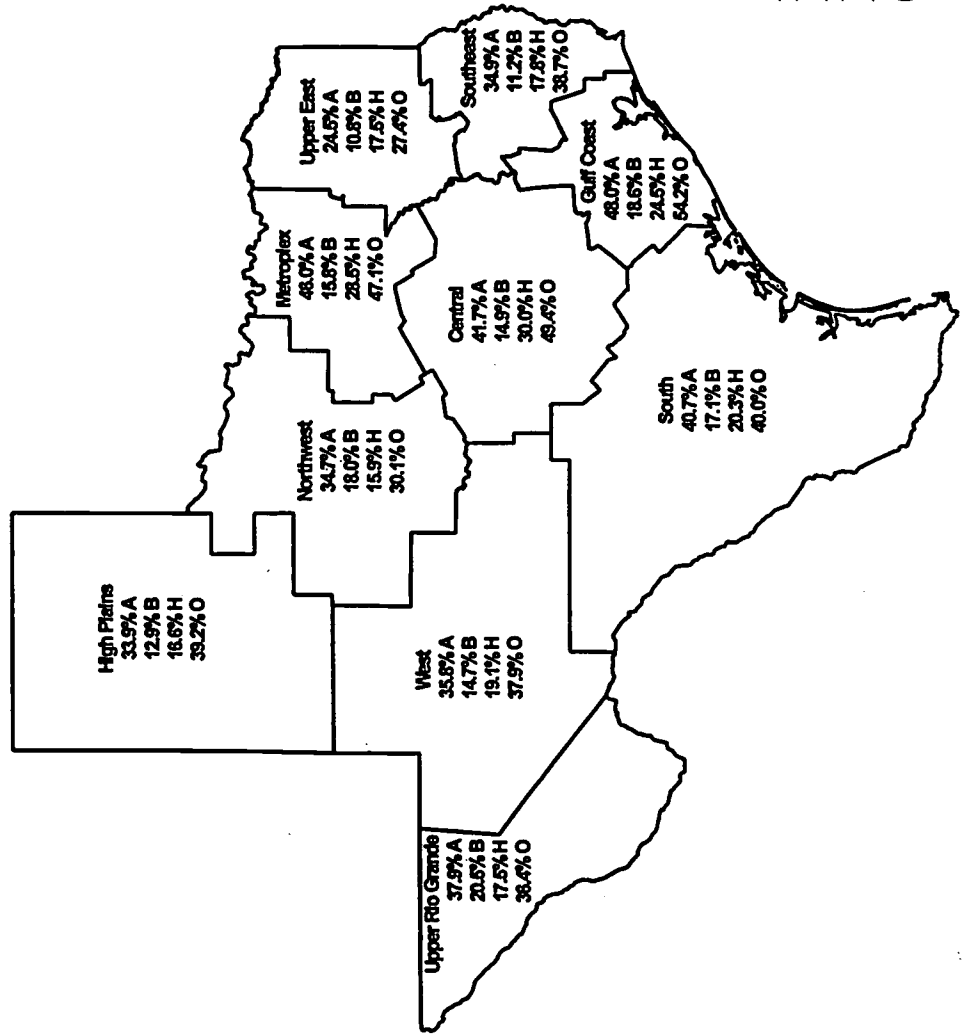 High Plains
33.9% A
12.9% B
16.6% H
39.2% O
Northwest
34.7% A
18.0% B
15.9% H
30.1% O
Metroplex
48.0% A
15.8% B
28.5% H
47.1% O
Upper East
24.5% A
10.8% B
17.5% H
27.4% O
Southeast
34.9% A
11.2% B
17.8% H
38.7% O
Gulf Coast
48.0% A
18.6% B
24.5% H
54.2% O
Central
41.7% A
14.9% B
30.0% H
49.4% O
West
35.8% A
14.7% B
19.1% H
37.9% O
Upper Rio Grande
37.9% A
20.5% B
17.5% H
36.4% O
South
40.7% A
17.1% B
20.3% H
40.0% O